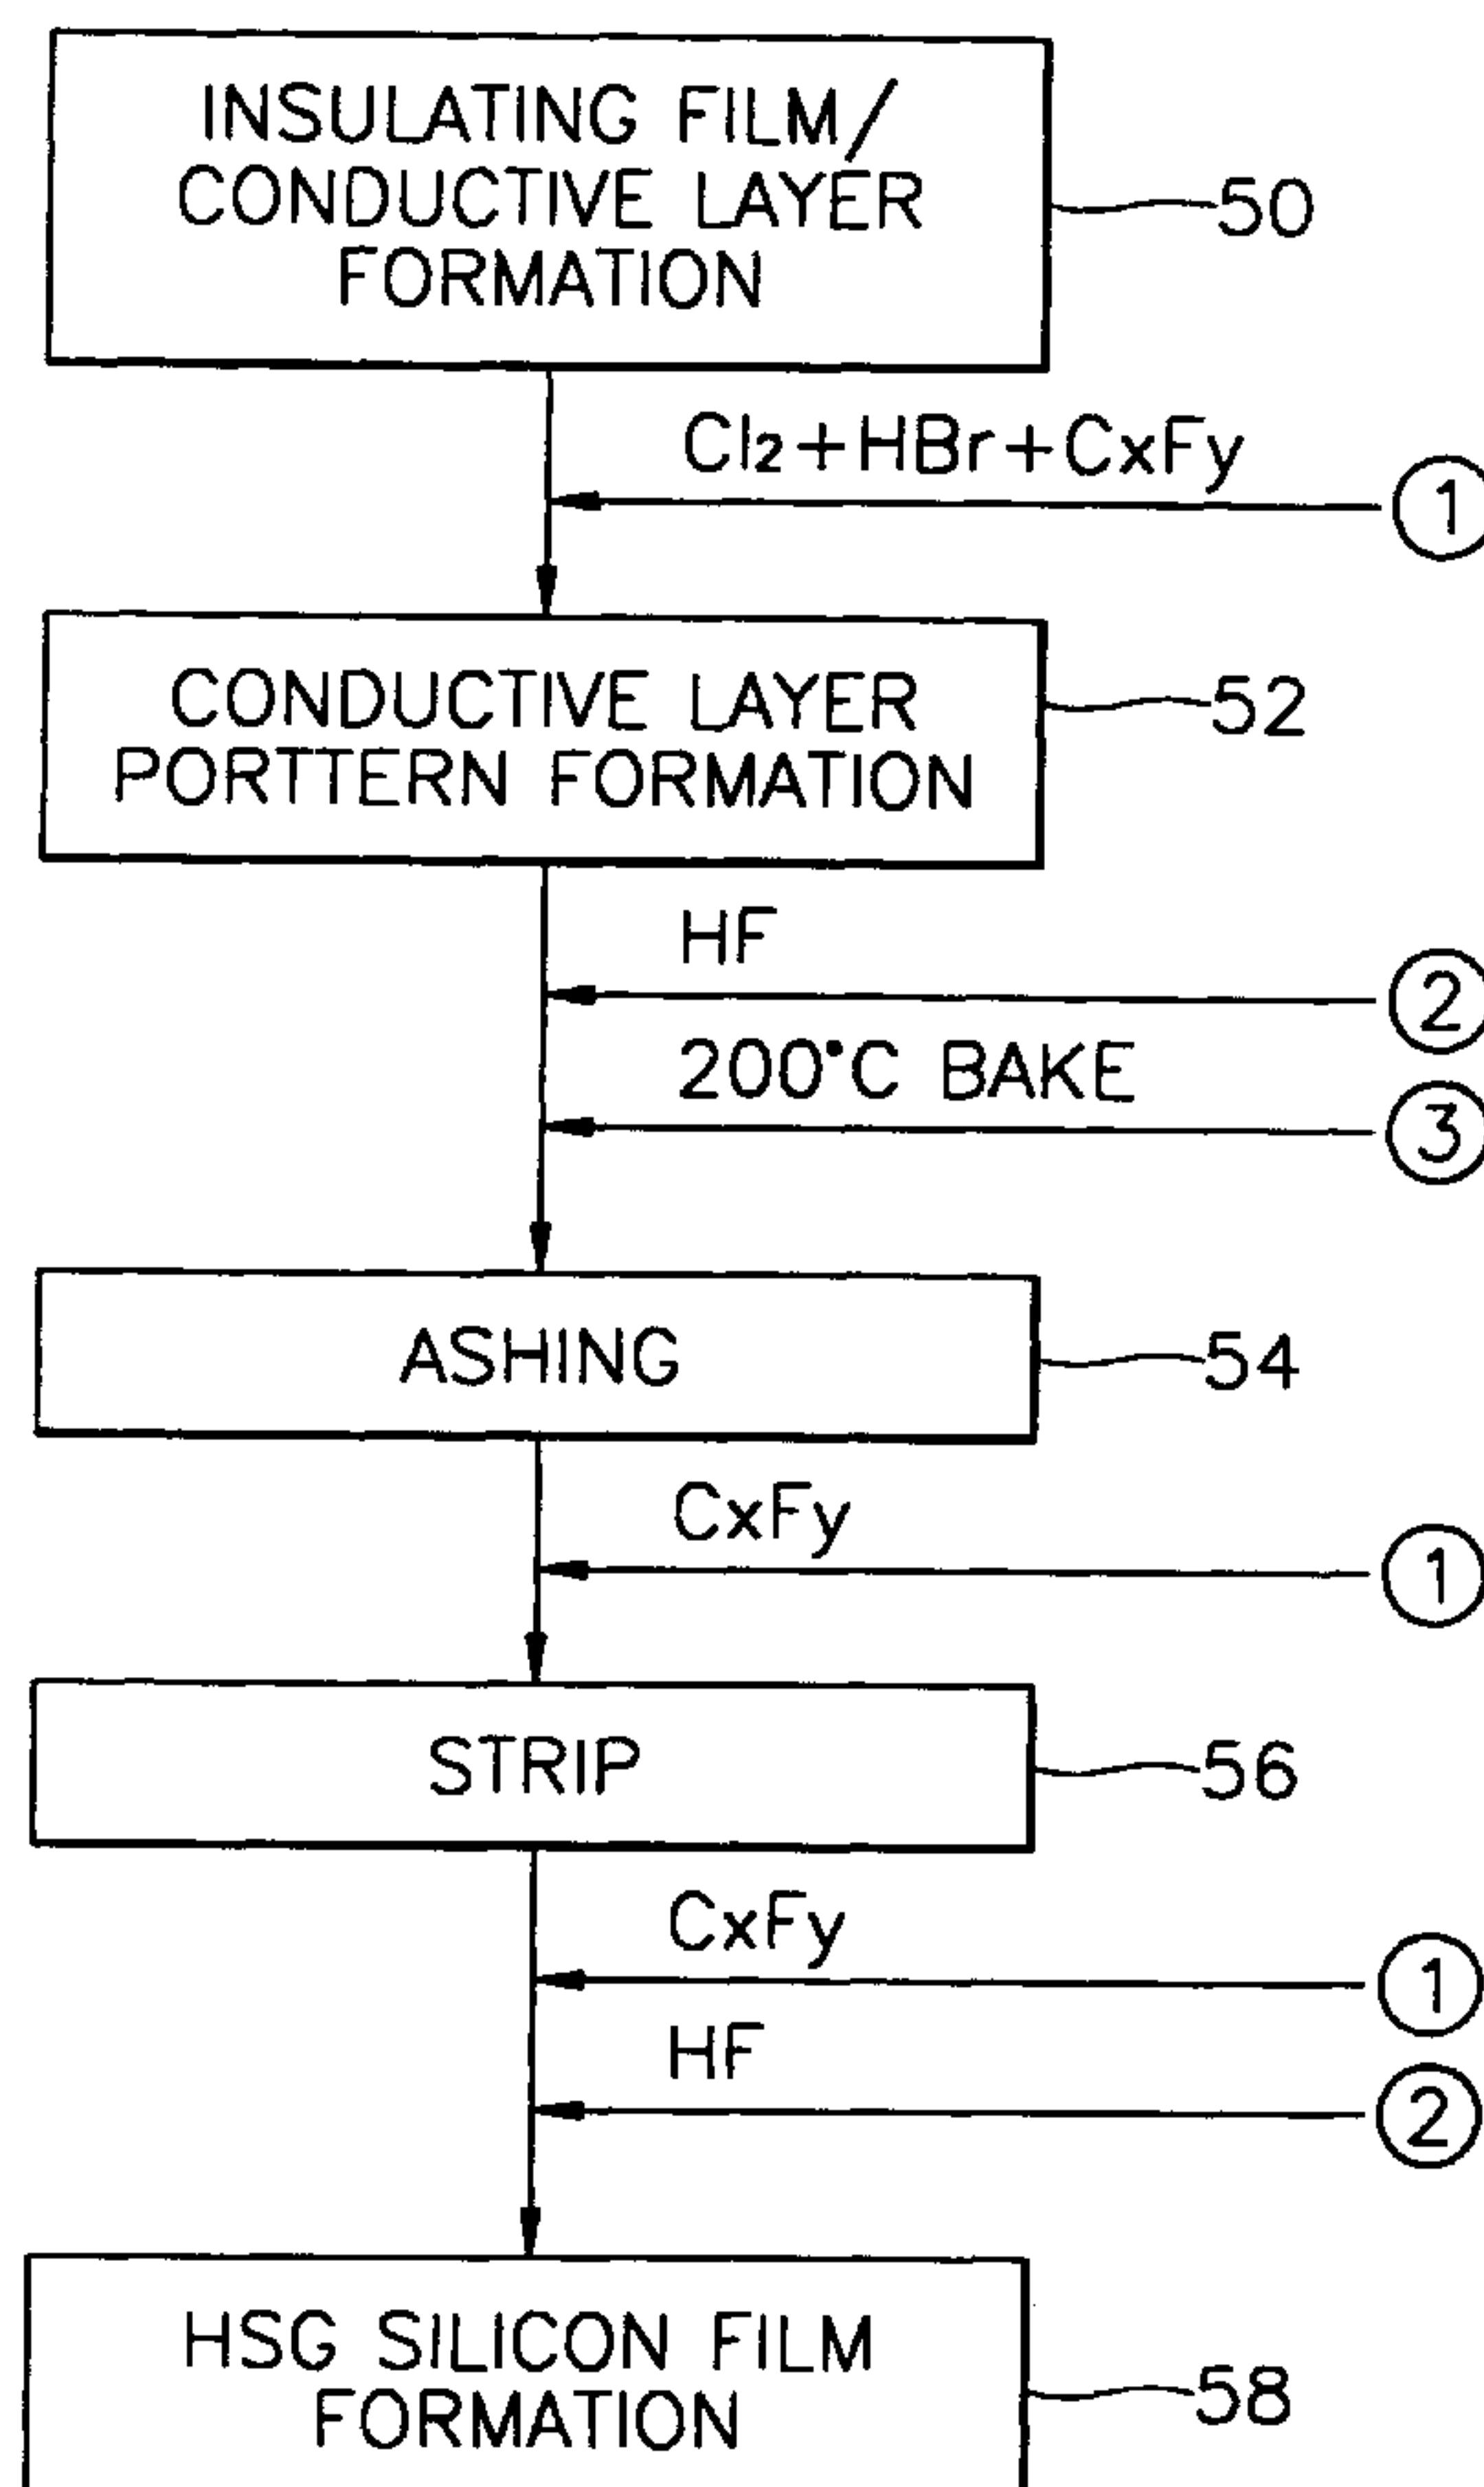 INSULATING FILM/
CONDUCTIVE LAYER
FORMATION
50
Cl₂+HBr+CxFy
①
CONDUCTIVE LAYER
PORTTERN FORMATION
52
HF
②
200°C BAKE
③
ASHING
54
CxFy
①
STRIP
56
CxFy
①
HF
②
HSG SILICON FILM
FORMATION
58